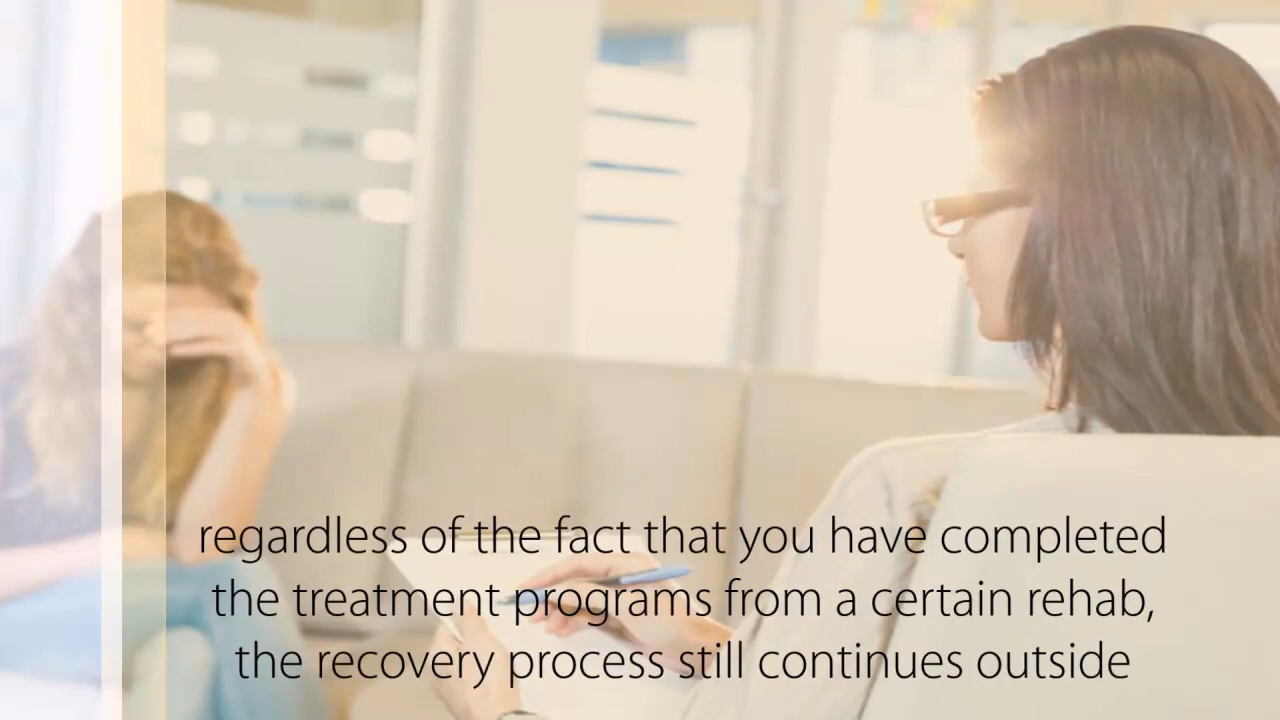 regardless of the fact that you have completed
the treatment programs from a certain rehab,
the recovery process still continues outside